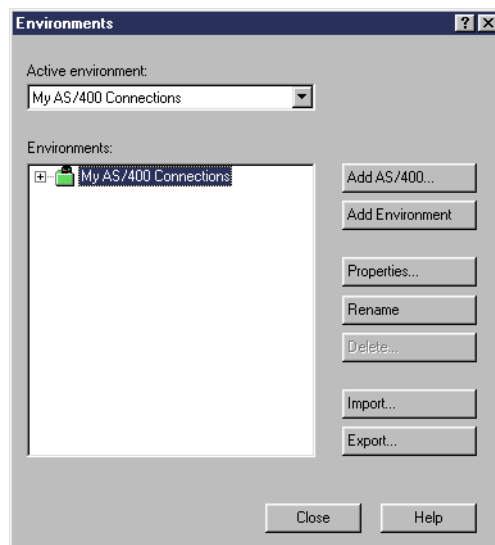 Environments
Active environment:
My AS/400 Connections
Environments:
My AS/400 Connections
Add AS/400...
Add Environment
Properties...
Rename
Delete...
Import...
Export...
Close
Help